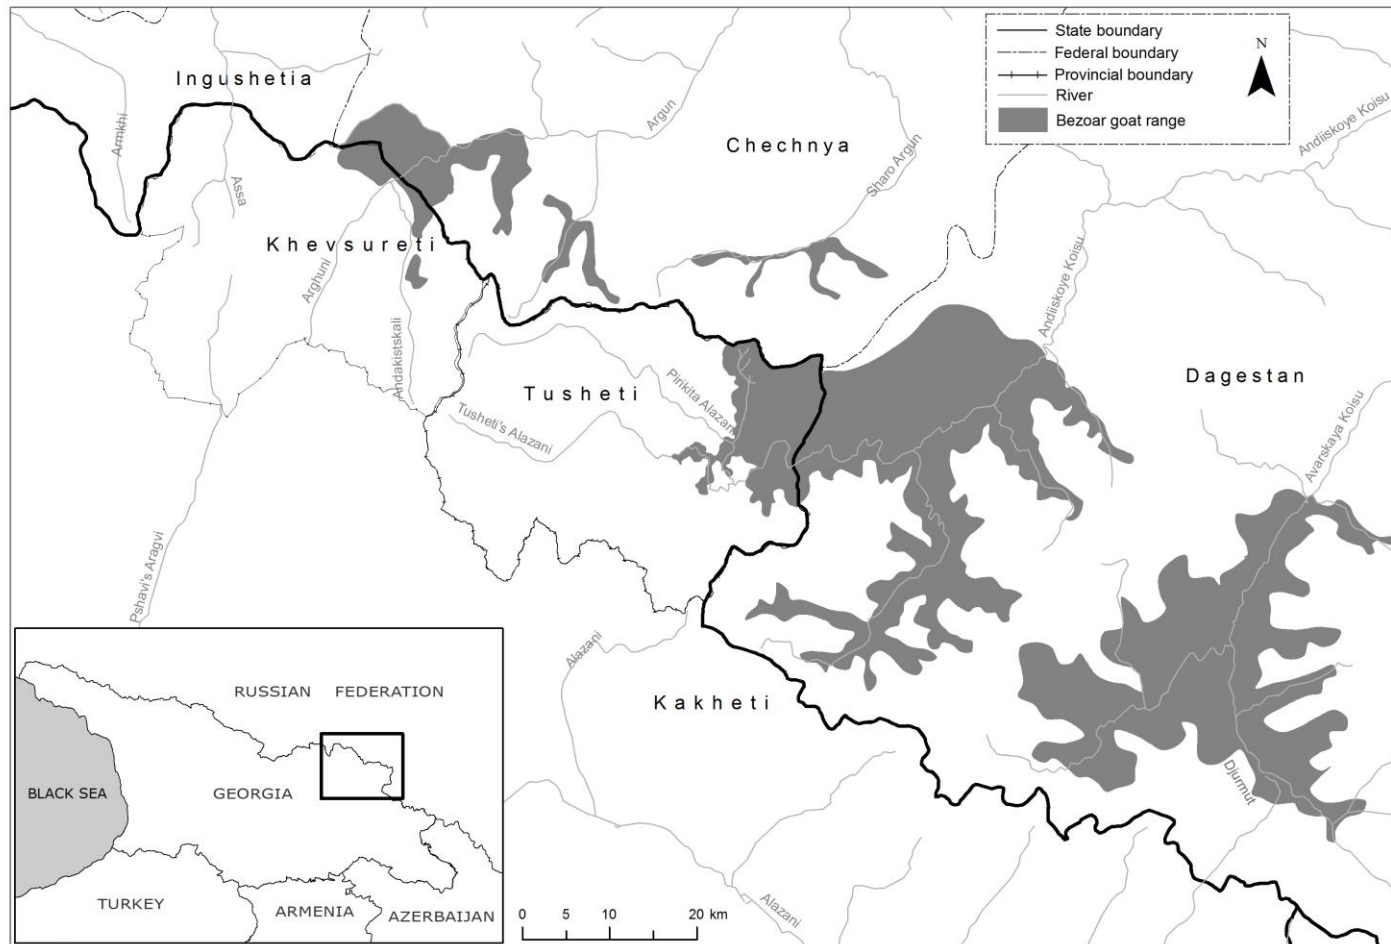 State boundary
Federal boundary
Provincial boundary
River
Bezoar goat range
N
Ingushetia
Armkhi
Assa
Argun
Chechnya
Sharo Argun
Andiiskoye Koisu
Khevsureti
Arghuni
Andakistskali
Andiiskoye Koisu
Tusheti
Pirikita Alazani
Tusheti's Alazani
Dagestan
Avarskaya Koisu
Pshavi's Aragvi
Alazani
Kakheti
Djurmut
Alazani
RUSSIAN FEDERATION
BLACK SEA
GEORGIA
TURKEY
ARMENIA
AZERBAIJAN
0 5 10 20 km